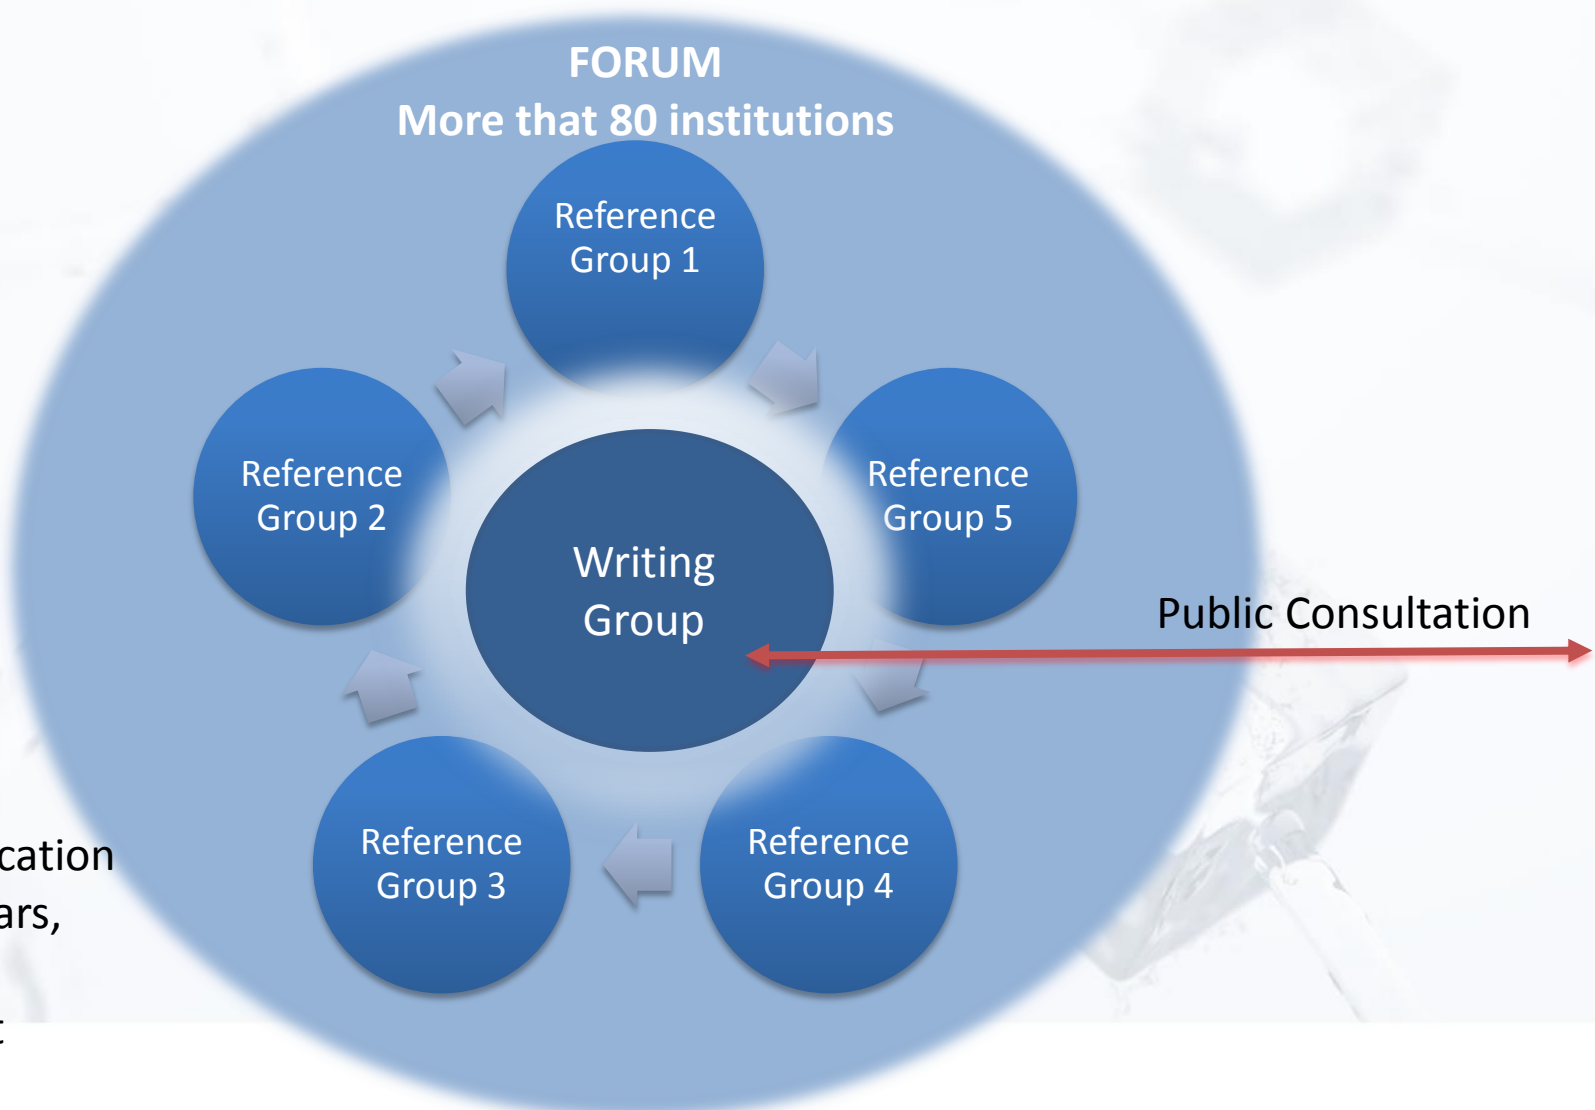 FORUM
More that 80 institutions
Reference
Group 1
Reference
Group 2
Reference
Group 5
Writing
Group
Public Consultation
Reference
Group 3
Reference
Group 4
cation
ars,
t